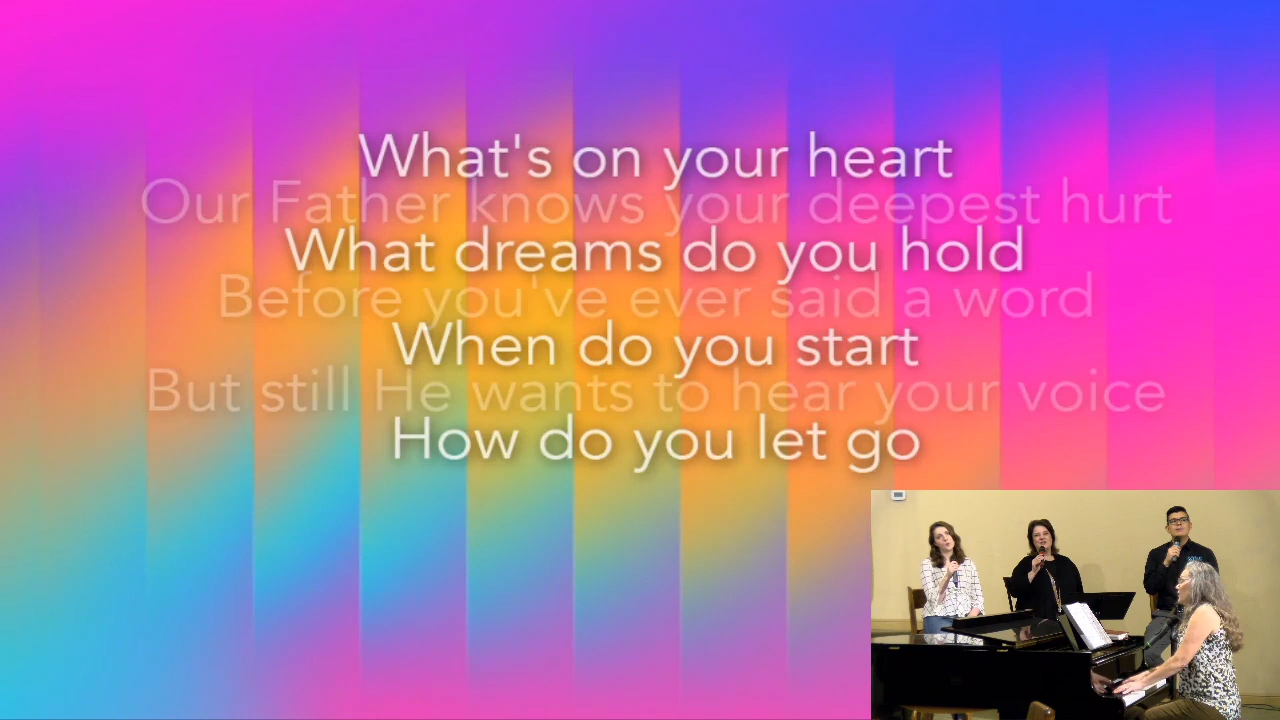 What's on your heart
Our Father knows your deepest hurt
What dreams do you hold
Before you've ever said a word
When do you start
But still He wants to hear your voice
How do you let go